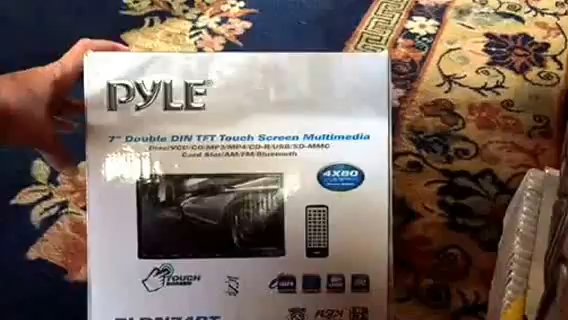 PYLE
7" Double DIN TFT Touch Screen Multimedia
Disc/VCD/CD/MP3/MP4/CD-R/USB/SD-MMC
Card Slot/AM/FM/Bluetooth
4X80
TOUCH